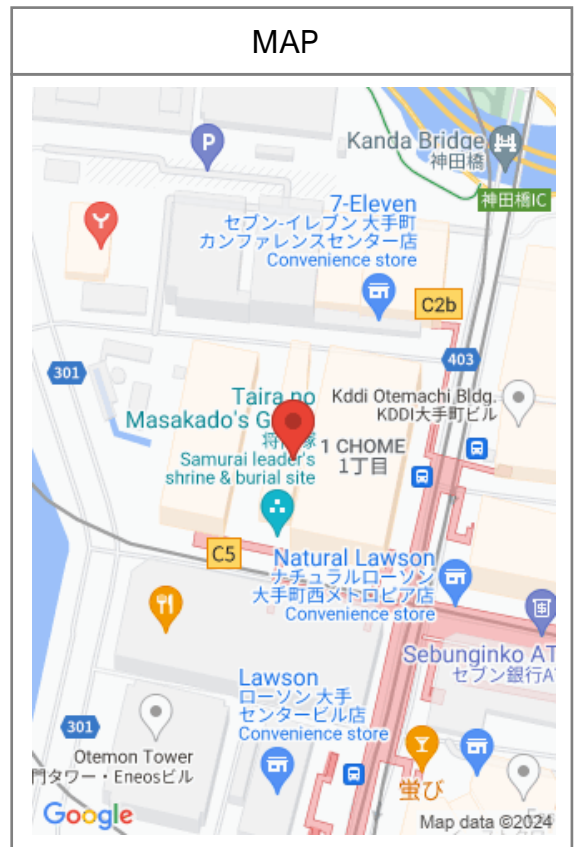 MAP
Kanda Bridge
神田橋
P
7-Eleven
セブン-イレブン 大手町
カンファレンスセンター店
Convenience store
神田橋IC
C2b
403
301
Taira no
Masakado's G
Samurai leader's
shrine & burial site
Kddi Otemachi Bldg.
KDDI大手町ビル
1 CHOME
1丁目
C5
Natural Lawson
ナチュラルローソン
大手町西メトロピア店
Convenience store
Sebunginko AT
セブン銀行A
Lawson
ローソン 大手
センタービル店
Convenience store
301
Otemon Tower
門タワー・Eneosビル
蛍び
Google
Map data ©2024